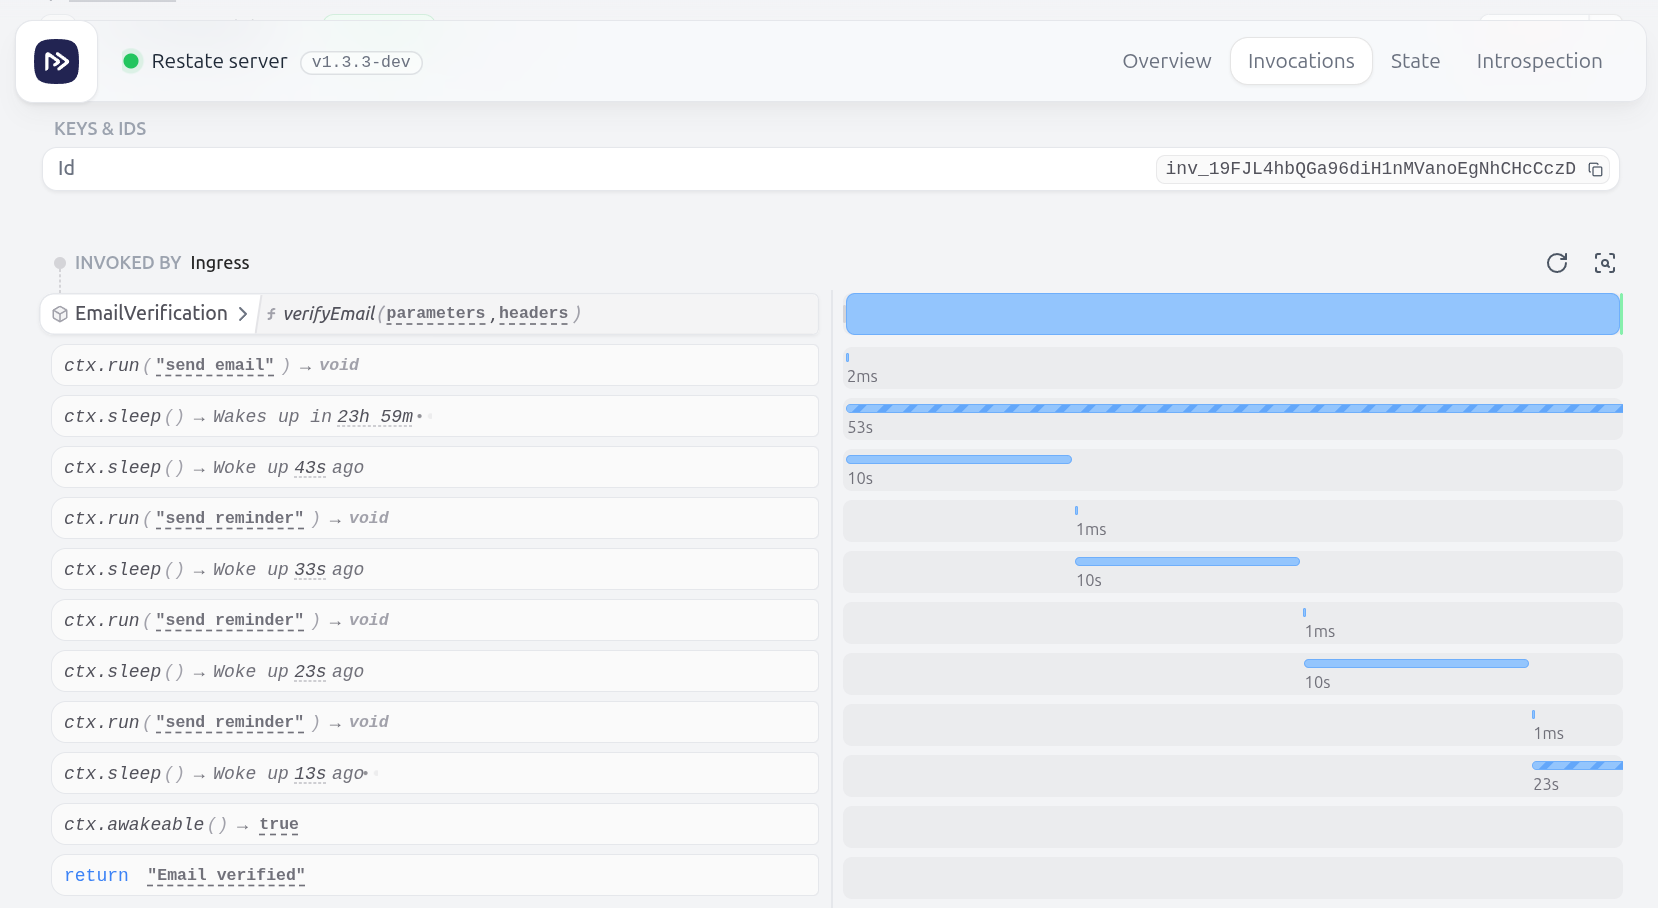 Restate server v1.3.3-dev Overview Invocations State Introspection
KEYS & IDS
Id inv_19FJL4hbQGa96diH1nMVanoEgNhCHcCczD
INVOKED BY Ingress
EmailVerification > f verifyEmail(parameters,headers)
ctx.run("send email") → void
2ms
ctx.sleep() → Wakes up in 23h 59m
53s
ctx.sleep() → Woke up 43s ago
10s
ctx.run("send reminder") → void
1ms
ctx.sleep() → Woke up 33s ago
10s
ctx.run("send reminder") → void
1ms
ctx.sleep() → Woke up 23s ago
10s
ctx.run("send reminder") → void
1ms
ctx.sleep() → Woke up 13s ago
23s
ctx.awakeable() → true
return "Email verified"